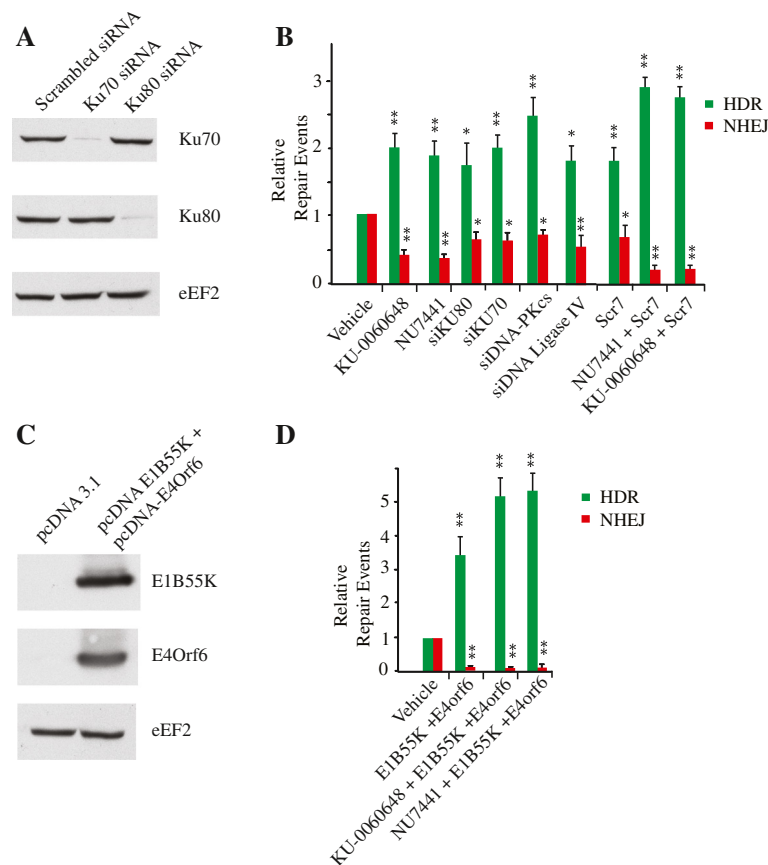 A
Scrambled siRNA
Ku70 siRNA
Ku80 siRNA
Ku70
Ku80
eEF2
B
Relative
Repair Events
3
2
1
0
**
**
**
**
*
*
**
*
**
*
*
**
**
*
**
**
**
**
HDR
NHEJ
Vehicle
KU-0060648
NU7441
siKU80
siKU70
siDNA-PKcs
siDNA Ligase IV
Scr7
NU7441 + Scr7
KU-0060648 + Scr7
C
pcDNA 3.1
pcDNA E1B55K +
pcDNA-E4Orf6
E1B55K
E4Orf6
eEF2
D
Relative
Repair Events
5
4
3
2
1
0
**
**
**
**
**
**
HDR
NHEJ
Vehicle
E1B55K +E4orf6
KU-0060648 + E1B55K +E4orf6
NU7441 + E1B55K +E4orf6